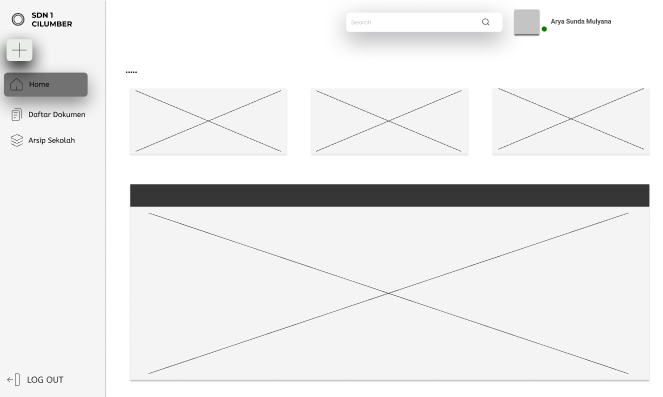 SDN 1
CILUMBER
Search
Arya Sunda Mulyana
.....
Home
Daftar Dokumen
Arsip Sekolah
LOG OUT